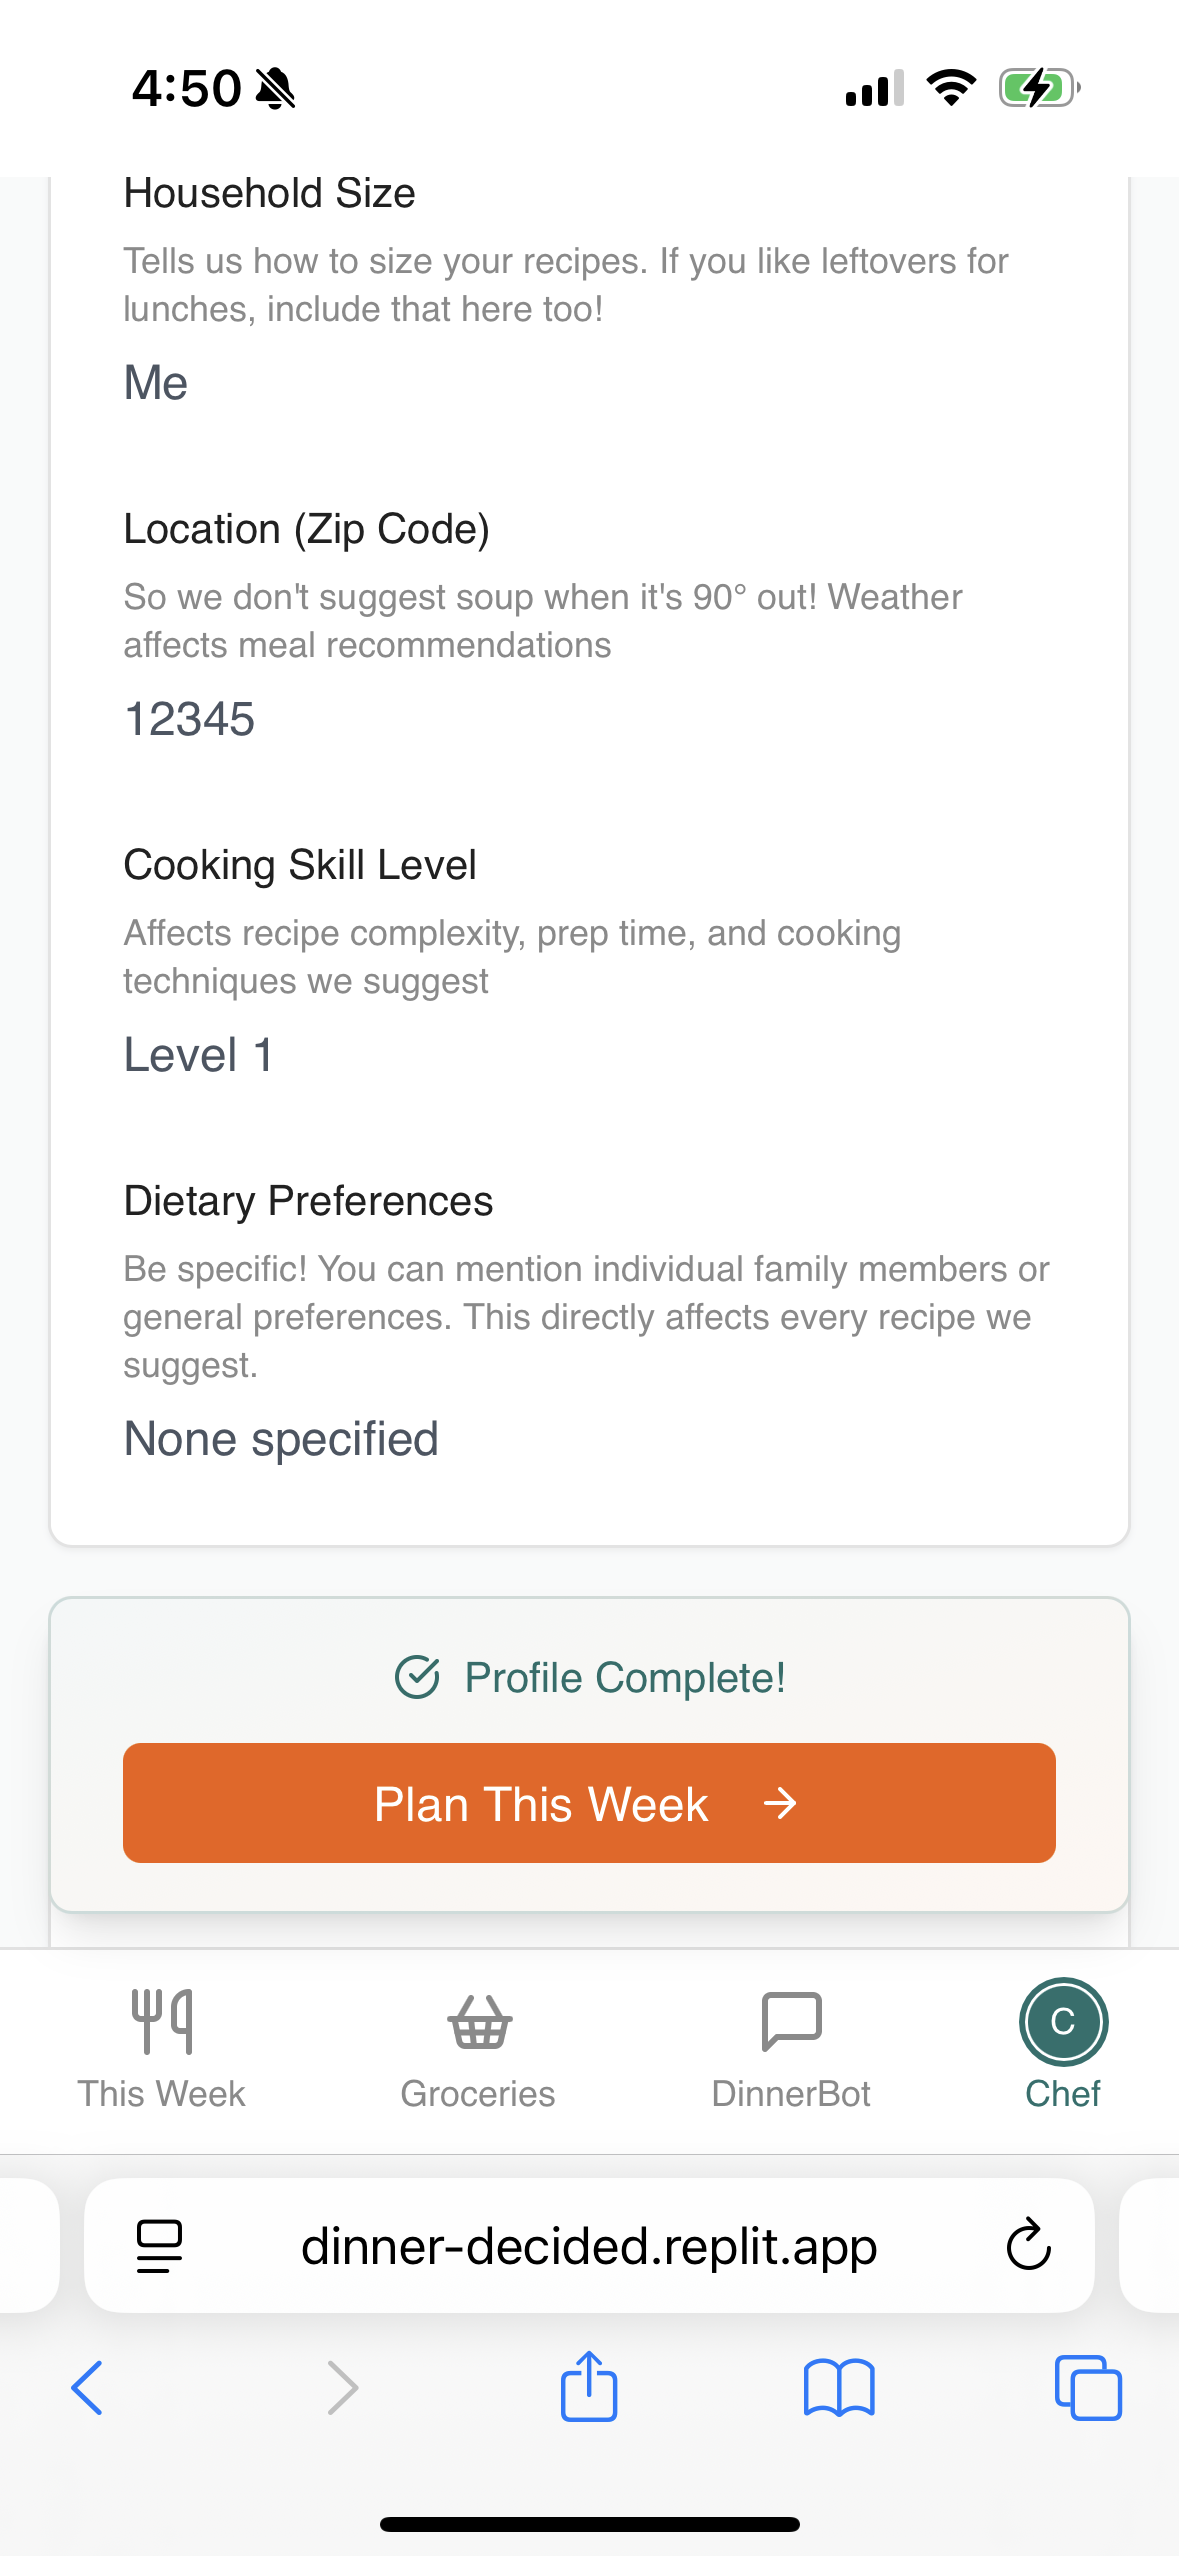 4:50
Household Size
Tells us how to size your recipes. If you like leftovers for
lunches, include that here too!
Me
Location (Zip Code)
So we don't suggest soup when it's 90° out! Weather
affects meal recommendations
12345
Cooking Skill Level
Affects recipe complexity, prep time, and cooking
techniques we suggest
Level 1
Dietary Preferences
Be specific! You can mention individual family members or
general preferences. This directly affects every recipe we
suggest.
None specified
Profile Complete!
Plan This Week
C
This Week
Groceries
DinnerBot
Chef
dinner-decided.replit.app